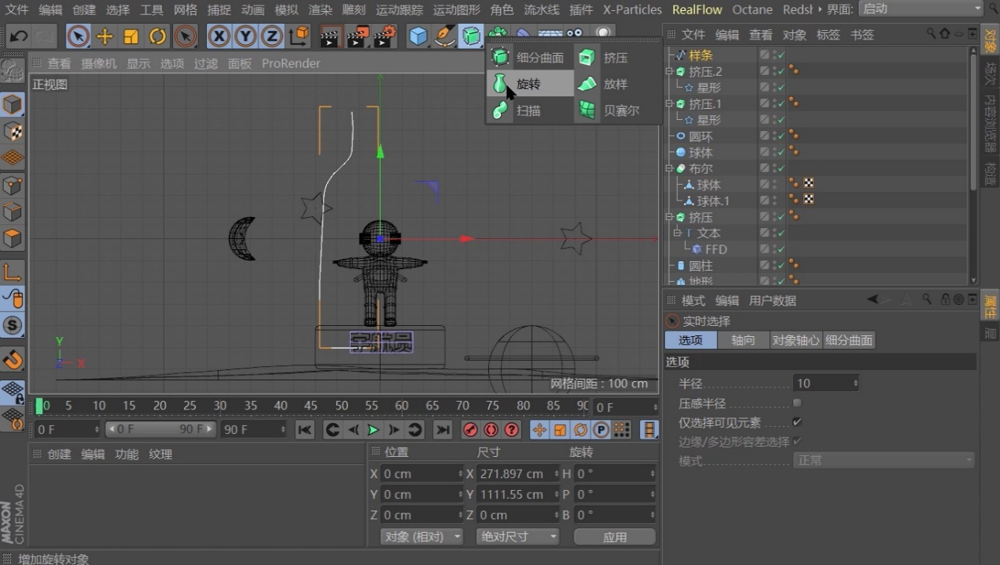 文件 编辑 创建 选择 工具 网格 捕捉 动画 模拟 渲染 雕刻 运动跟踪 运动图形 角色 流水线 插件 X-Particles RealFlow Octane Redsl 界面: 启动
X Y Z
文件 编辑 查看 对象 标签 书签
查看 摄像机 显示 选项 过滤 面板 ProRender
正视图
细分曲面 挤压
旋转 放样
扫描 贝塞尔
样条
挤压.2
星形
挤压.1
星形
圆环
球体
布尔
球体
球体.1
挤压
文本
FFD
圆柱
地形
对象
场次
内容浏览器
构造
宇航员
Y
Z X
网格间距 : 100 cm
模式 编辑 用户数据
实时选择
选项 轴向 对象轴心 细分曲面
选项
半径 10
压感半径
仅选择可见元素
边缘/多边形容差选择
模式 正常
属性
层
0 5 10 15 20 25 30 35 40 45 50 55 60 65 70 75 80 85 90 0 F
0 F 0 F 90 F 90 F
创建 编辑 功能 纹理
位置 尺寸 旋转
X 0 cm X 271.897 cm H 0 °
Y 0 cm Y 1111.55 cm P 0 °
Z 0 cm Z 0 cm B 0 °
对象 (相对) 绝对尺寸 应用
MAXON
CINEMA 4D
增加旋转对象